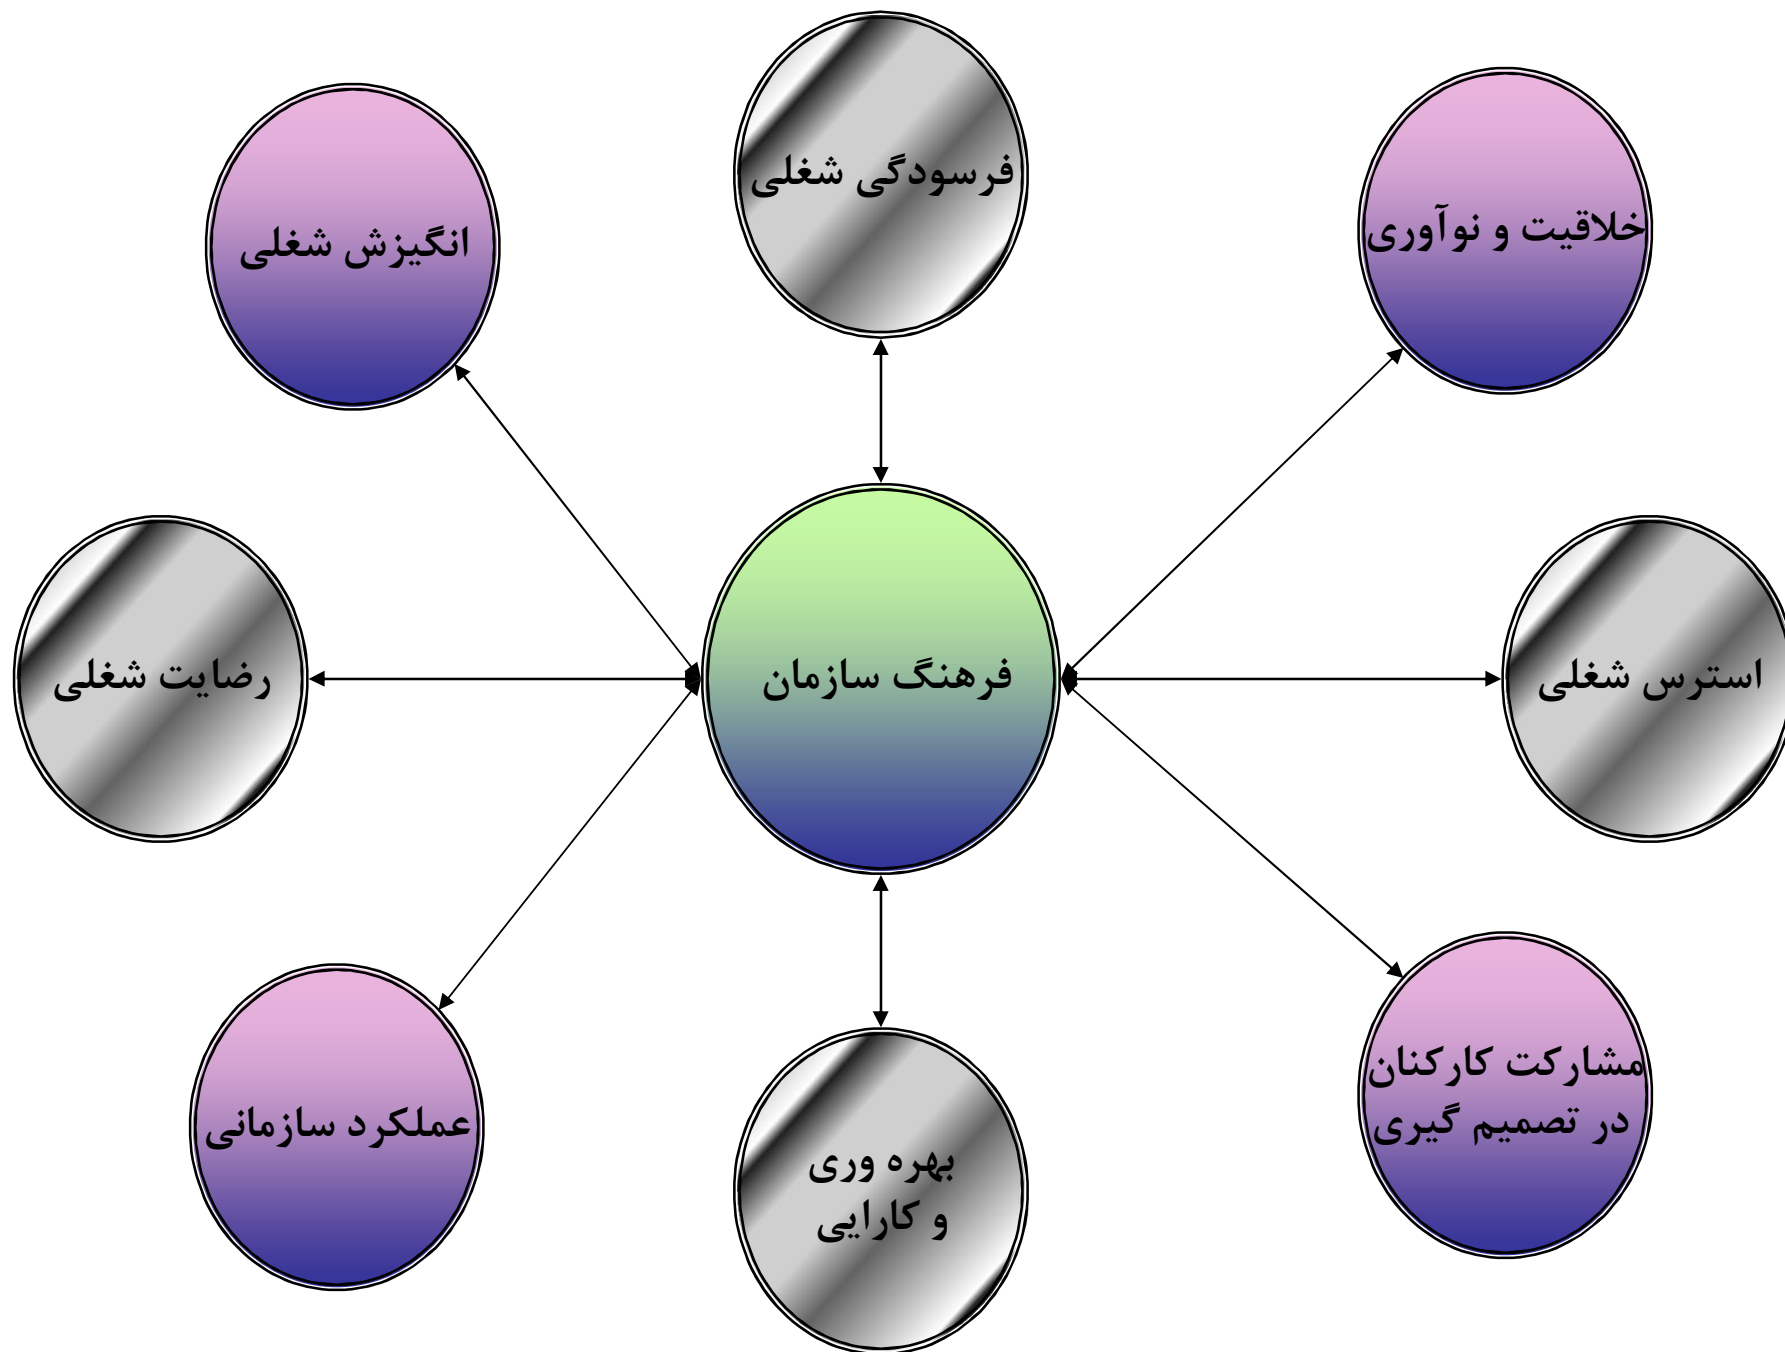 فرسودگی شغلی
خلاقیت و نوآوری
انگیزش شغلی
استرس شغلی
فرهنگ سازمان
رضایت شغلی
مشارکت کارکنان
در تصمیم گیری
عملکرد سازمانی
بهره وری
و کارایی